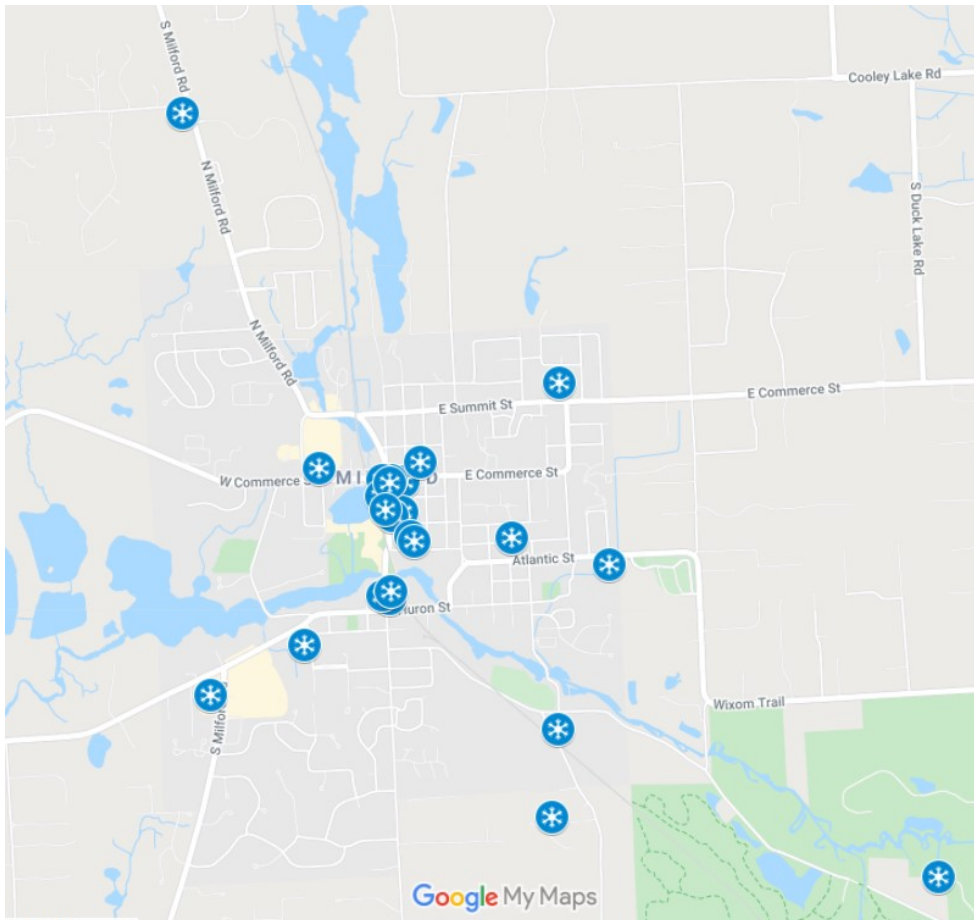 S Milford Rd
Cooley Lake Rd
N Milford Rd
S Duck Lake Rd
N Milford Rd
E Commerce St
E Summit St
W Commerce
E Commerce St
Atlantic St
Huron St
S Milford
Wixom Trail
Google My Maps